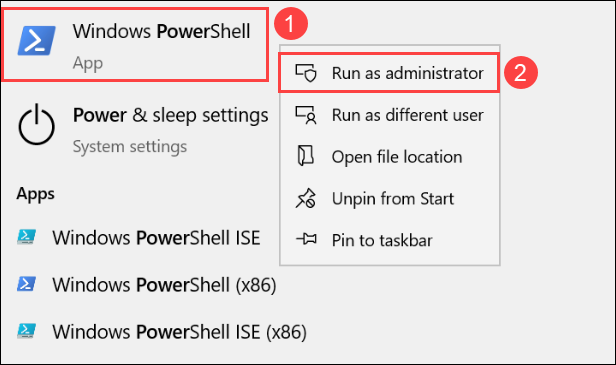 Windows PowerShell
1
App
Run as administrator
2
Power & sleep settings
Run as different user
System settings
Open file location
Apps
Unpin from Start
Windows PowerShell ISE
Pin to taskbar
Windows PowerShell (x86)
Windows PowerShell ISE (x86)